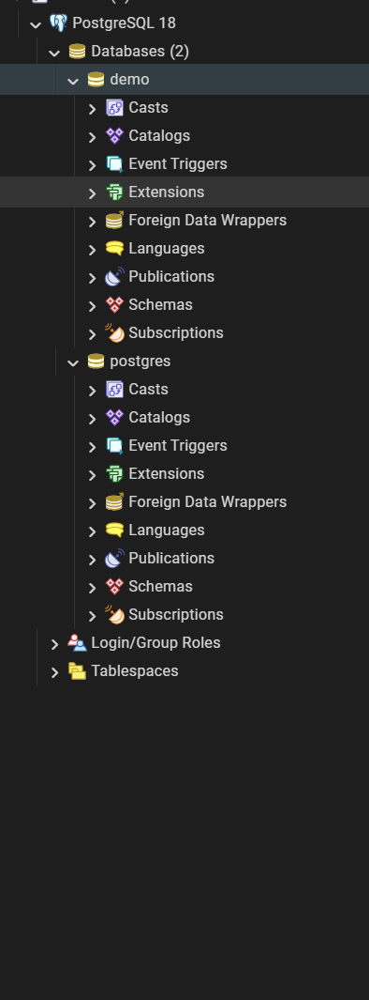 PostgreSQL 18
Databases (2)
demo
Casts
Catalogs
Event Triggers
Extensions
Foreign Data Wrappers
Languages
Publications
Schemas
Subscriptions
postgres
Casts
Catalogs
Event Triggers
Extensions
Foreign Data Wrappers
Languages
Publications
Schemas
Subscriptions
Login/Group Roles
Tablespaces